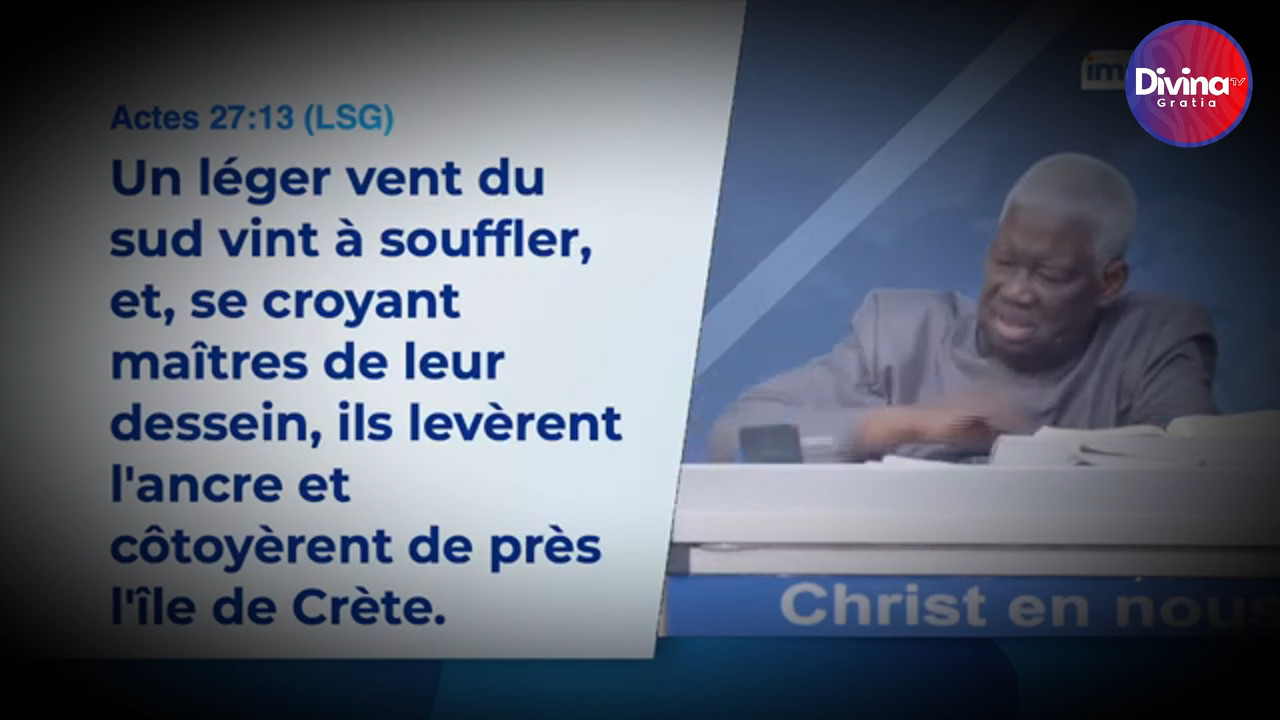 Actes 27:13 (LSG)
Un léger vent du
sud vint à souffler,
et, se croyant
maîtres de leur
dessein, ils levèrent
l'ancre et
côtoyèrent de près
l'île de Crète.
Divina TV
Gratia
Christ en nous